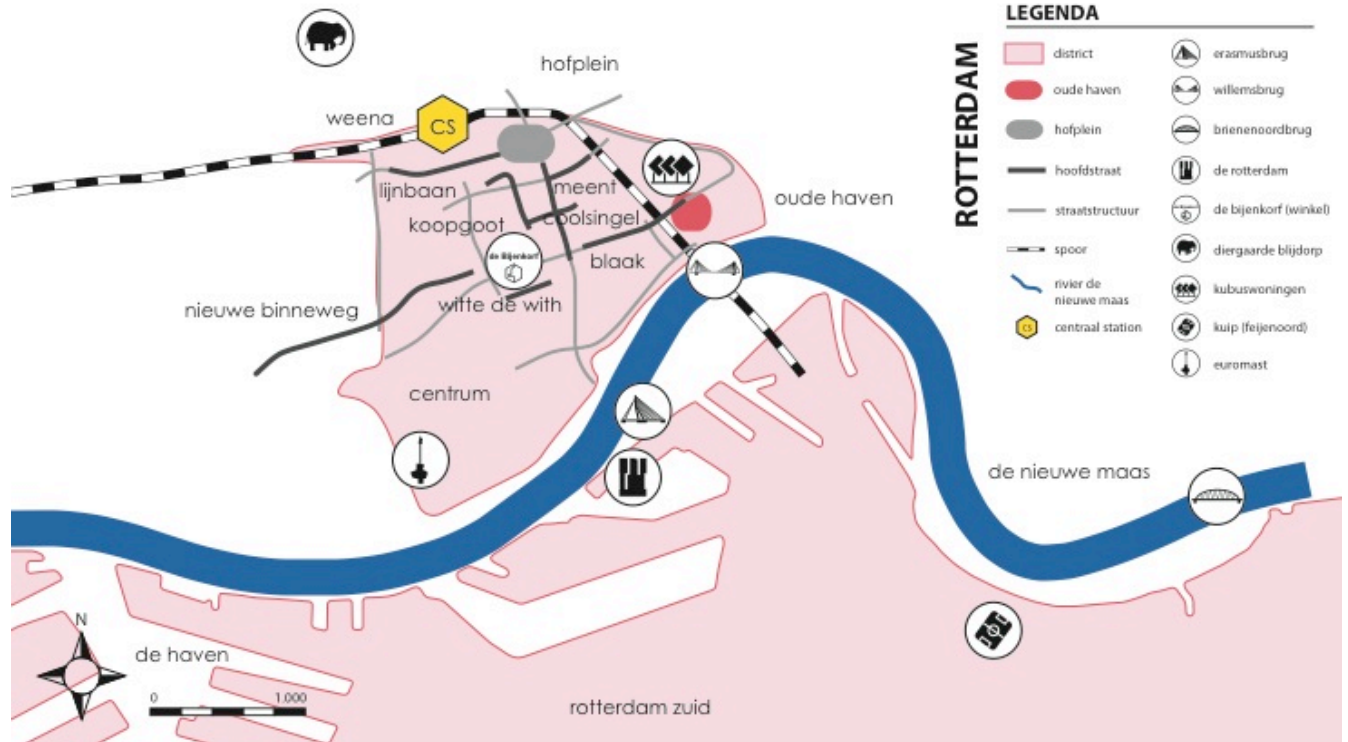 LEGENDA
ROTTERDAM
district
oude haven
hofplein
hoofdstraat
straatstructuur
spoor
rivier de
nieuwe maas
CS
centraal station
erasmusbrug
willemsbrug
brienenoordbrug
de rotterdam
de bijenkorf (winkel)
diergaarde blijdorp
kubuswoningen
kuip (feijenoord)
euromast
hofplein
weena
CS
lijnbaan
meent
oude haven
koopgoot
coolsingel
de Bijenkorf
blaak
nieuwe binneweg
witte de with
centrum
de nieuwe maas
N
de haven
0 1.000
rotterdam zuid